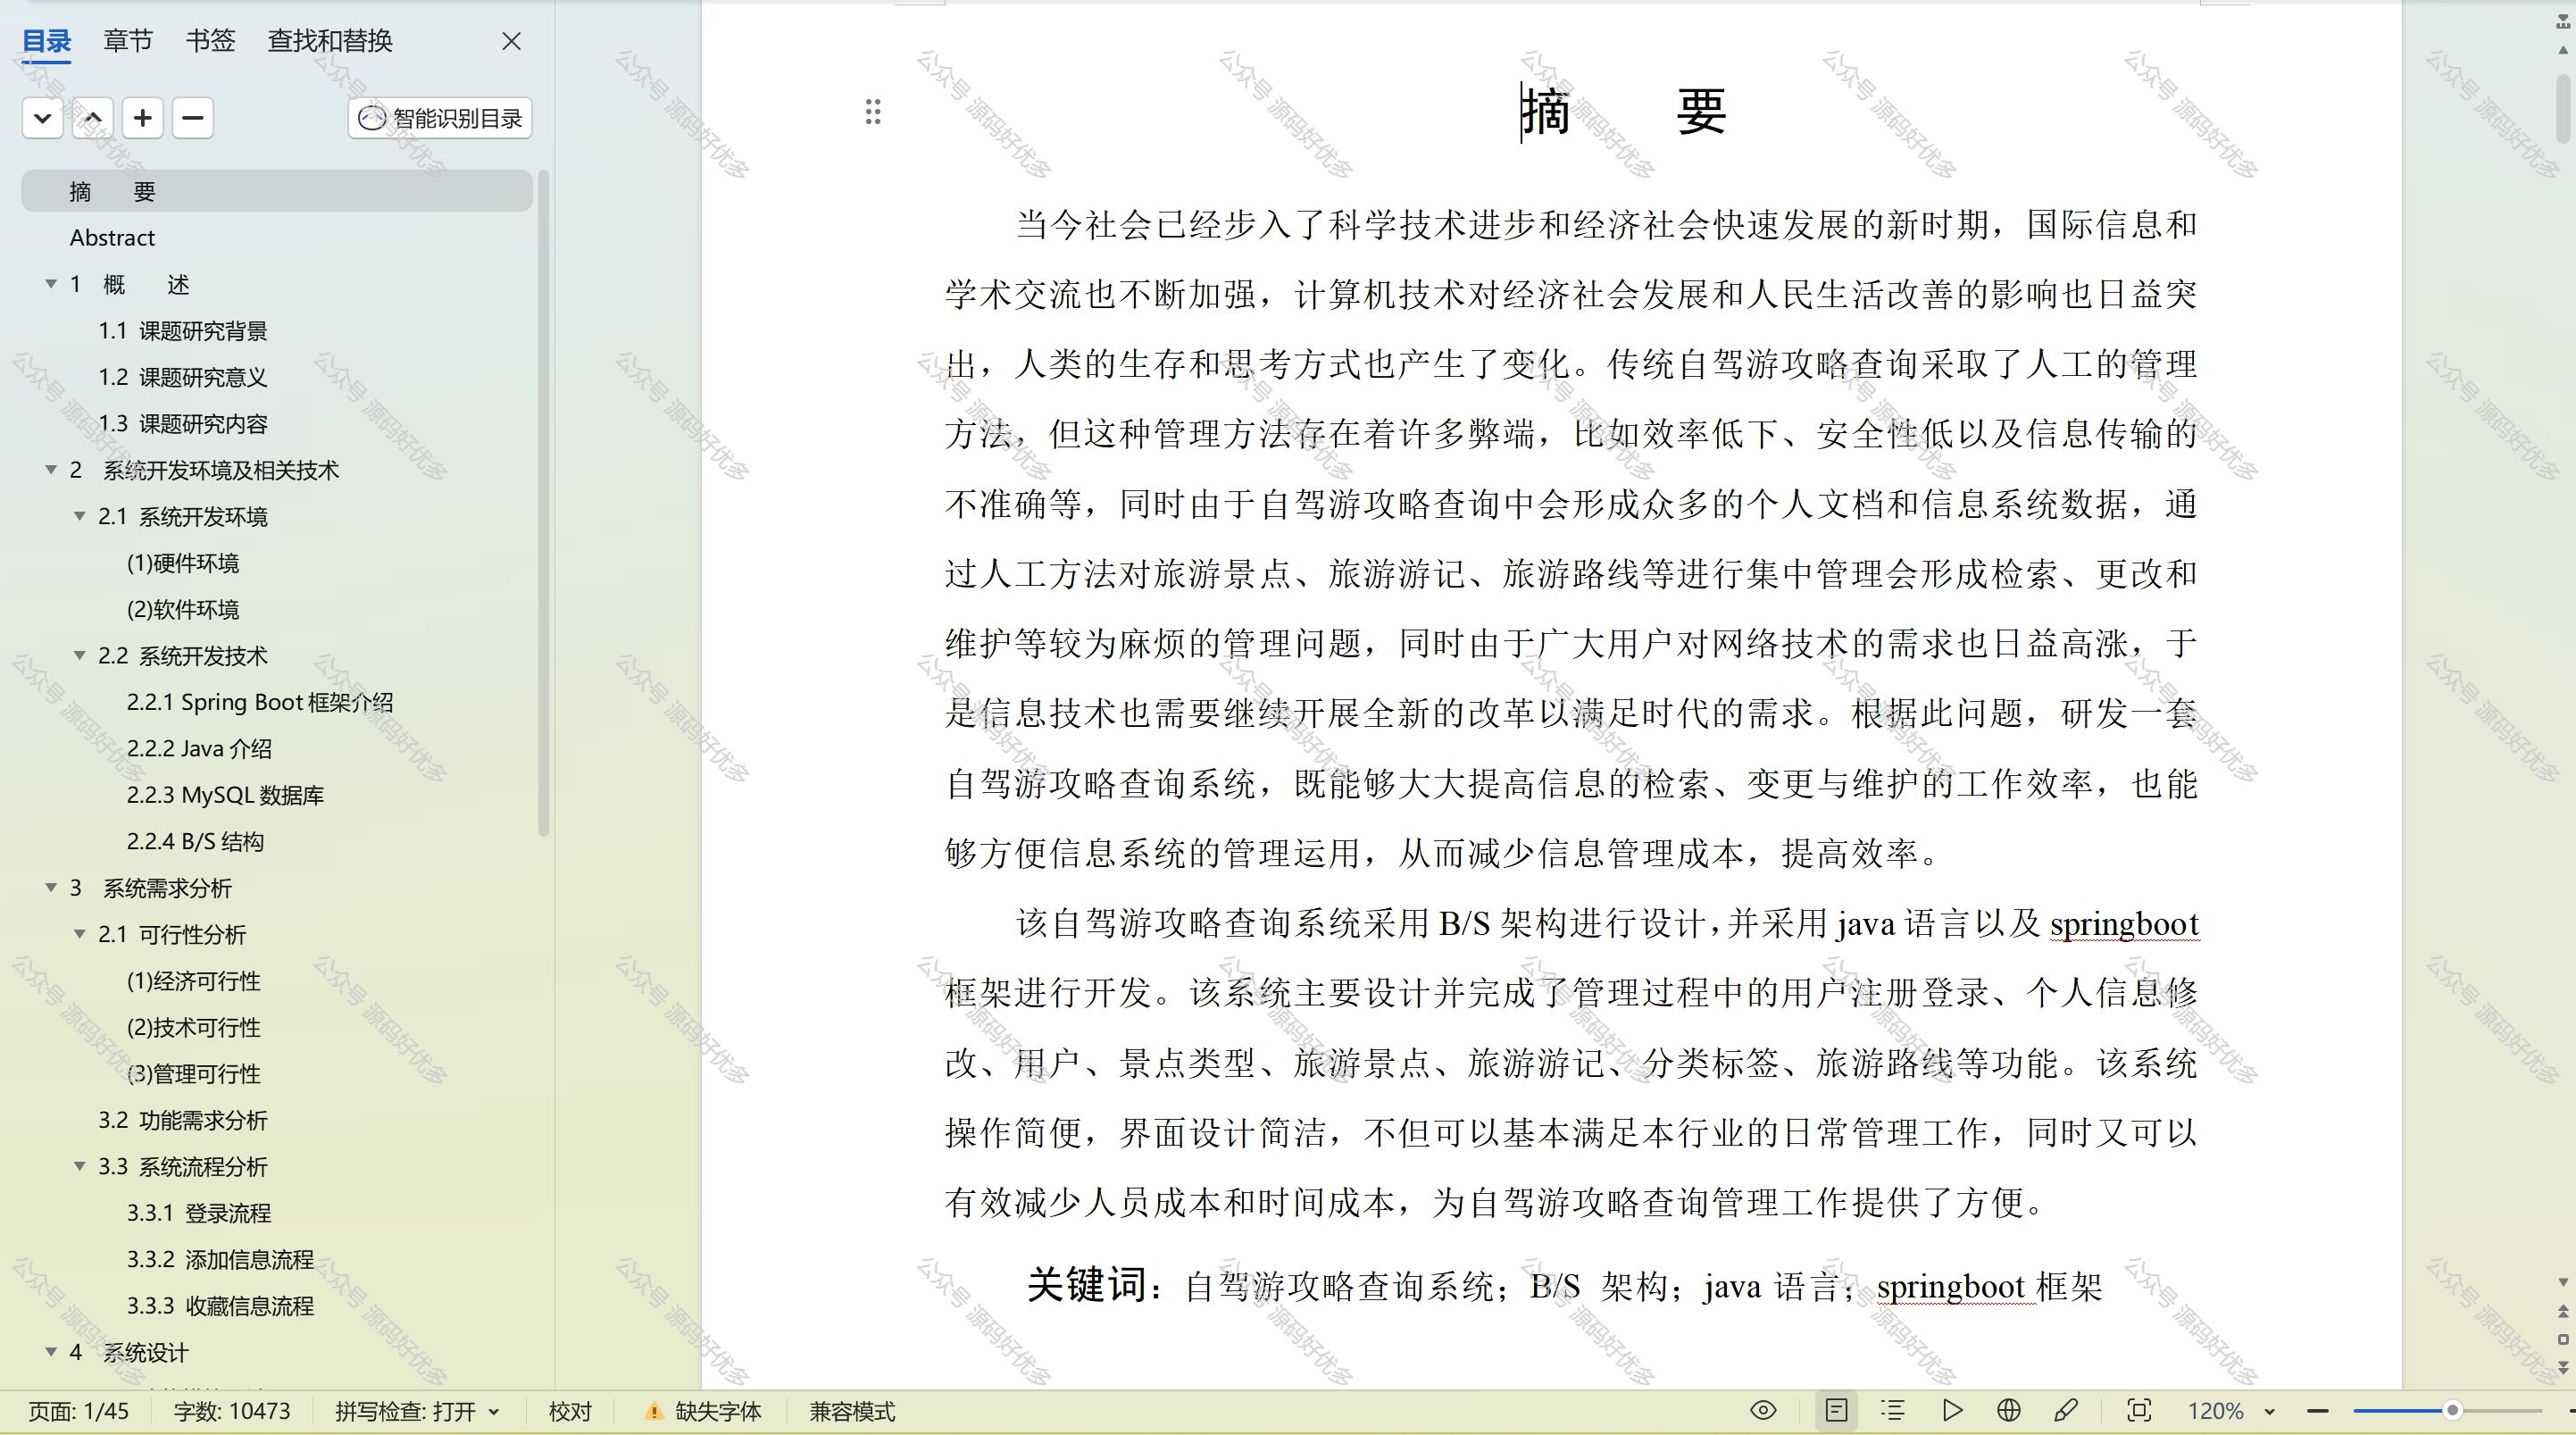 目录 章节 书签 查找和替换
智能识别目录
摘 要
Abstract
1 概 述
1.1 课题研究背景
1.2 课题研究意义
1.3 课题研究内容
2 系统开发环境及相关技术
2.1 系统开发环境
(1)硬件环境
(2)软件环境
2.2 系统开发技术
2.2.1 Spring Boot 框架介绍
2.2.2 Java 介绍
2.2.3 MySQL 数据库
2.2.4 B/S 结构
3 系统需求分析
2.1 可行性分析
(1)经济可行性
(2)技术可行性
(3)管理可行性
3.2 功能需求分析
3.3 系统流程分析
3.3.1 登录流程
3.3.2 添加信息流程
3.3.3 收藏信息流程
4 系统设计
摘 要
当今社会已经步入了科学技术进步和经济社会快速发展的新时期，国际信息和
学术交流也不断加强，计算机技术对经济社会发展和人民生活改善的影响也日益突
出，人类的生存和思考方式也产生了变化。传统自驾游攻略查询采取了人工的管理
方法，但这种管理方法存在着许多弊端，比如效率低下、安全性低以及信息传输的
不准确等，同时由于自驾游攻略查询中会形成众多的个人文档和信息系统数据，通
过人工方法对旅游景点、旅游游记、旅游路线等进行集中管理会形成检索、更改和
维护等较为麻烦的管理问题，同时由于广大用户对网络技术的需求也日益高涨，于
是信息技术也需要继续开展全新的改革以满足时代的需求。根据此问题，研发一套
自驾游攻略查询系统，既能够大大提高信息的检索、变更与维护的工作效率，也能
够方便信息系统的管理运用，从而减少信息管理成本，提高效率。
该自驾游攻略查询系统采用 B/S 架构进行设计，并采用 java 语言以及 springboot
框架进行开发。该系统主要设计并完成了管理过程中的用户注册登录、个人信息修
改、用户、景点类型、旅游景点、旅游游记、分类标签、旅游路线等功能。该系统
操作简便，界面设计简洁，不但可以基本满足本行业的日常管理工作，同时又可以
有效减少人员成本和时间成本，为自驾游攻略查询管理工作提供了方便。
关键词：自驾游攻略查询系统；B/S 架构；java 语言；springboot 框架
页面: 1/45 字数: 10473 拼写检查: 打开 校对 缺失字体 兼容模式 120%
公众号 源码好优多